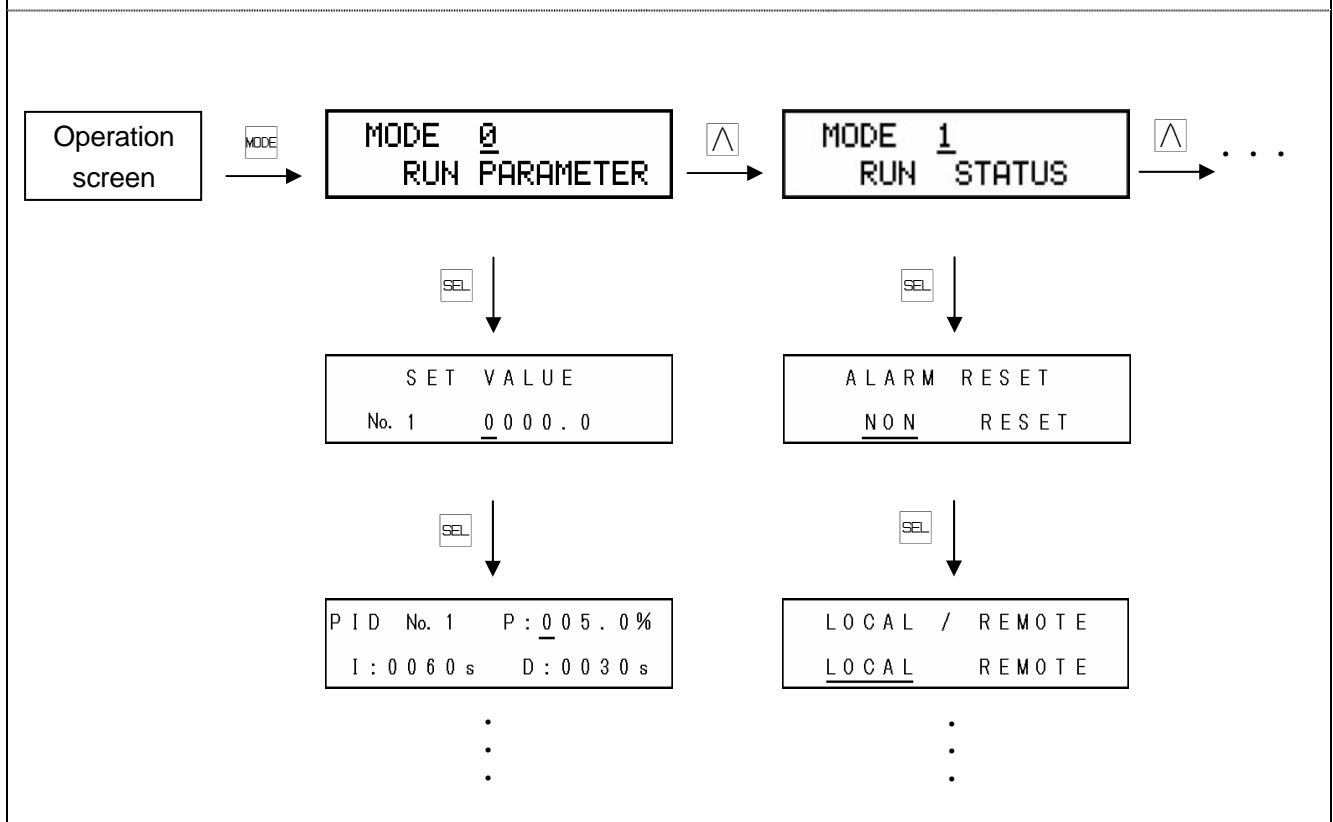 Operation
screen
MODE
MODE 0
RUN PARAMETER
∧
MODE 1
RUN STATUS
∧ . . .
SEL
SEL
SET VALUE
No. 1 0000.0
ALARM RESET
NON RESET
SEL
SEL
PID No. 1 P:005.0%
I:0060s D:0030s
LOCAL / REMOTE
LOCAL REMOTE